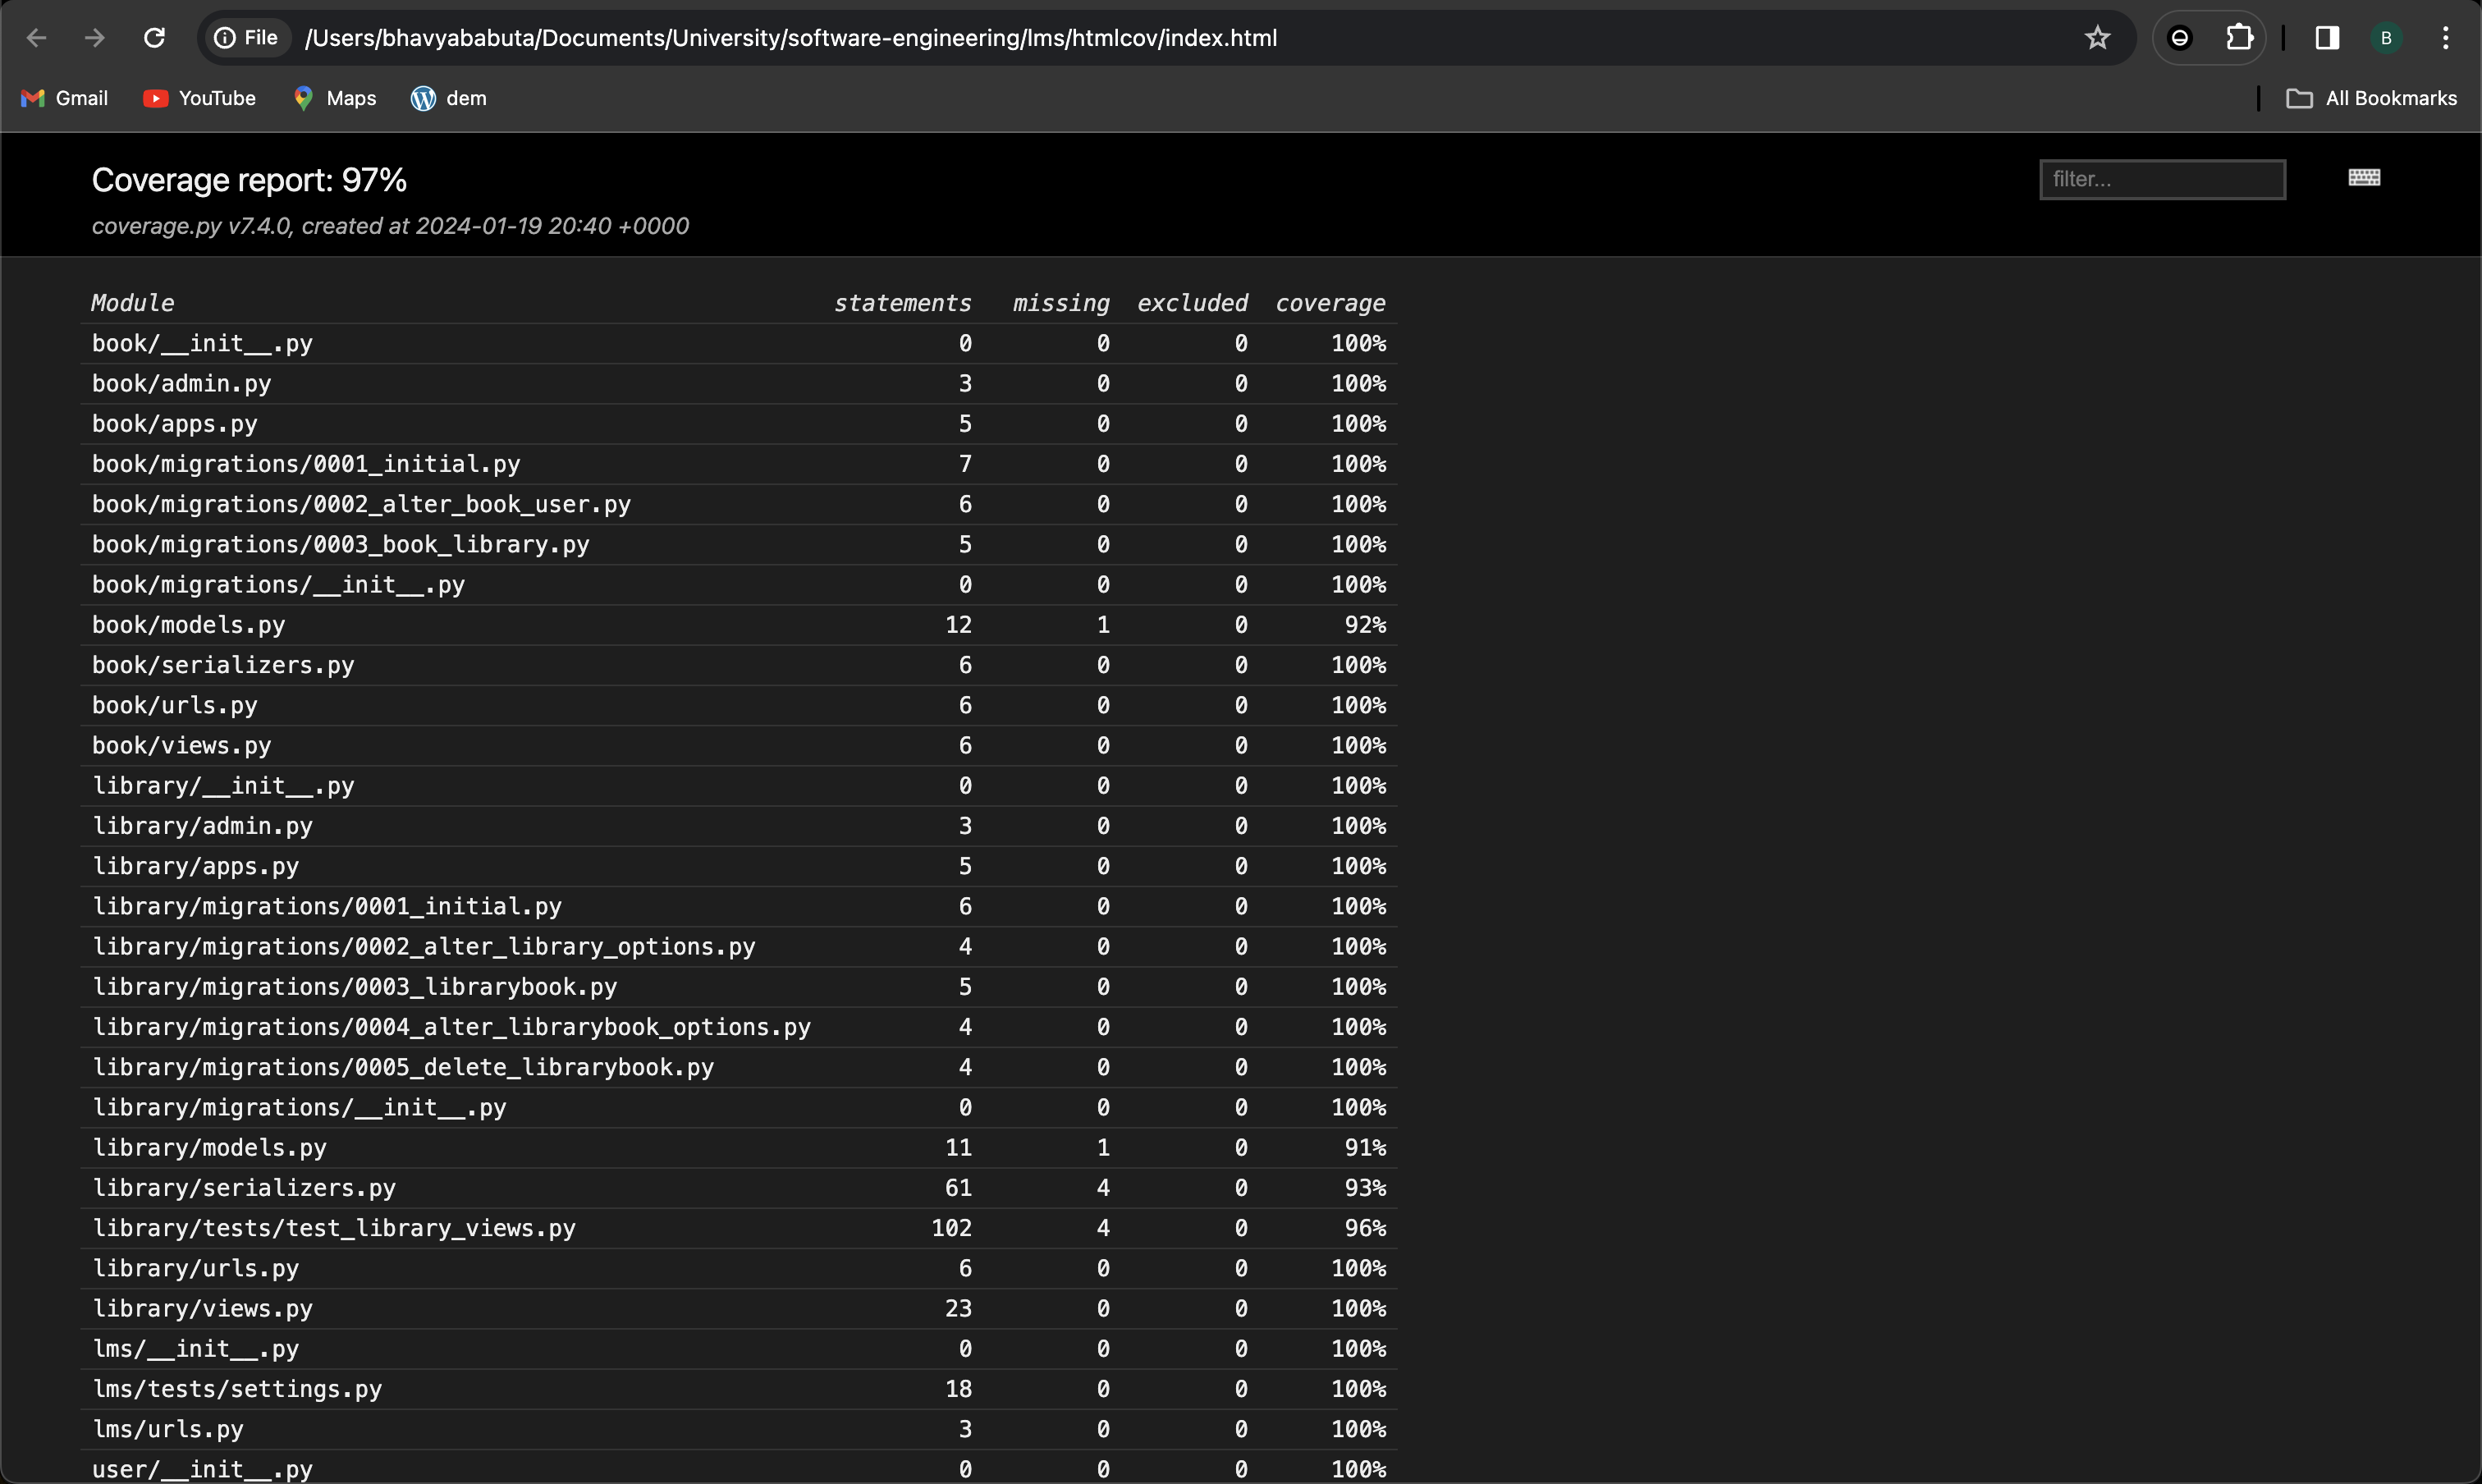 File /Users/bhavyababuta/Documents/University/software-engineering/lms/htmlcov/index.html B
Gmail YouTube Maps dem All Bookmarks
Coverage report: 97% filter...
coverage.py v7.4.0, created at 2024-01-19 20:40 +0000
Module statements missing excluded coverage
book/__init__.py 0 0 0 100%
book/admin.py 3 0 0 100%
book/apps.py 5 0 0 100%
book/migrations/0001_initial.py 7 0 0 100%
book/migrations/0002_alter_book_user.py 6 0 0 100%
book/migrations/0003_book_library.py 5 0 0 100%
book/migrations/__init__.py 0 0 0 100%
book/models.py 12 1 0 92%
book/serializers.py 6 0 0 100%
book/urls.py 6 0 0 100%
book/views.py 6 0 0 100%
library/__init__.py 0 0 0 100%
library/admin.py 3 0 0 100%
library/apps.py 5 0 0 100%
library/migrations/0001_initial.py 6 0 0 100%
library/migrations/0002_alter_library_options.py 4 0 0 100%
library/migrations/0003_librarybook.py 5 0 0 100%
library/migrations/0004_alter_librarybook_options.py 4 0 0 100%
library/migrations/0005_delete_librarybook.py 4 0 0 100%
library/migrations/__init__.py 0 0 0 100%
library/models.py 11 1 0 91%
library/serializers.py 61 4 0 93%
library/tests/test_library_views.py 102 4 0 96%
library/urls.py 6 0 0 100%
library/views.py 23 0 0 100%
lms/__init__.py 0 0 0 100%
lms/tests/settings.py 18 0 0 100%
lms/urls.py 3 0 0 100%
user/__init__.py 0 0 0 100%